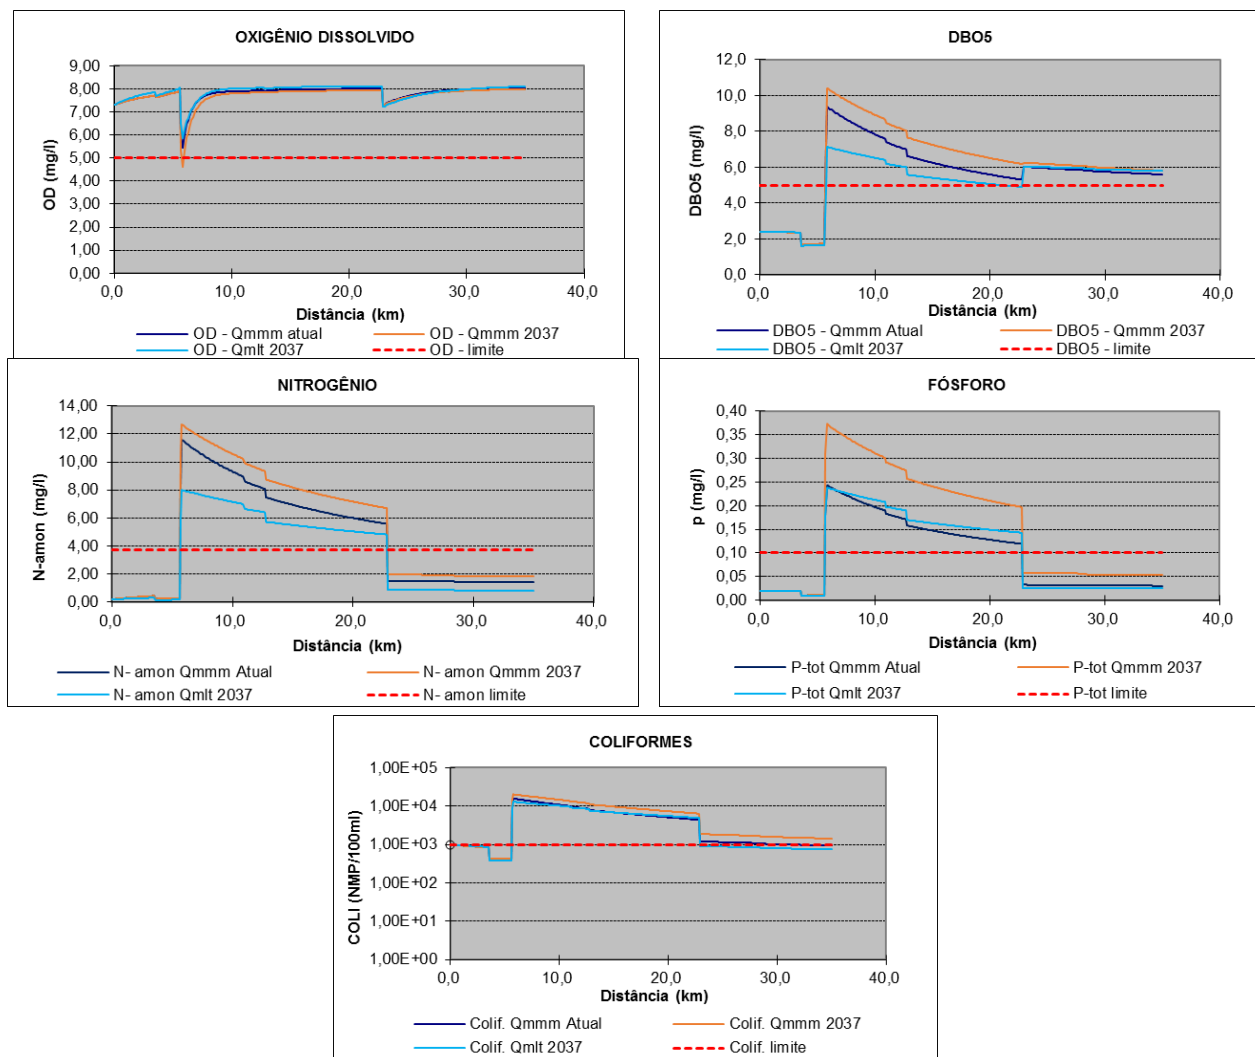 OXIGÊNIO DISSOLVIDO
9,00
8,00
7,00
6,00
5,00
4,00
3,00
2,00
1,00
0,00
OD (mg/l)
0,0 10,0 20,0 30,0 40,0
Distância (km)
OD - Qmmm atual OD - Qmmm 2037
OD - Qmlt 2037 OD - limite
DBO5
12,0
10,0
8,0
6,0
4,0
2,0
0,0
DBO5 (mg/l)
0,0 10,0 20,0 30,0 40,0
Distância (km)
DBO5 - Qmmm Atual DBO5 - Qmmm 2037
DBO5 - Qmlt 2037 DBO5 - limite
NITROGÊNIO
14,00
12,00
10,00
8,00
6,00
4,00
2,00
0,00
N-amon (mg/l)
0,0 10,0 20,0 30,0 40,0
Distância (km)
N- amon Qmmm Atual N- amon Qmmm 2037
N- amon Qmlt 2037 N- amon limite
FÓSFORO
0,40
0,35
0,30
0,25
0,20
0,15
0,10
0,05
0,00
p (mg/l)
0,0 10,0 20,0 30,0 40,0
Distância (km)
P-tot Qmmm Atual P-tot Qmmm 2037
P-tot Qmlt 2037 P-tot limite
COLIFORMES
1,00E+05
1,00E+04
1,00E+03
1,00E+02
1,00E+01
1,00E+00
COLI (NMP/100ml)
0,0 10,0 20,0 30,0 40,0
Distância (km)
Colif. Qmmm Atual Colif. Qmmm 2037
Colif. Qmlt 2037 Colif. limite